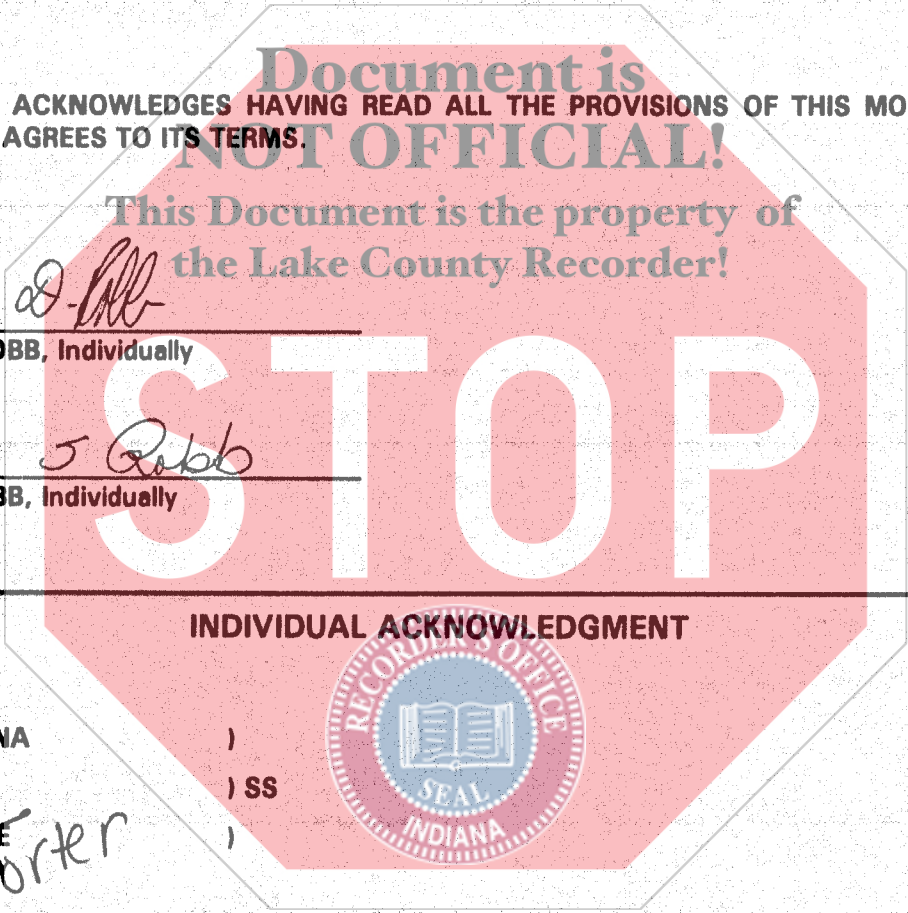 Document is
ACKNOWLEDGES HAVING READ ALL THE PROVISIONS OF THIS MO
AGREES TO ITS TERMS.
NOT OFFICIAL!
This Document is the property of
the Lake County Recorder!
BB, Individually
STOP
J Robb
BB, Individually
INDIVIDUAL ACKNOWLEDGMENT
RECORDER'S OFFICE
SEAL
INDIANA
NA )
) SS
E )
orter